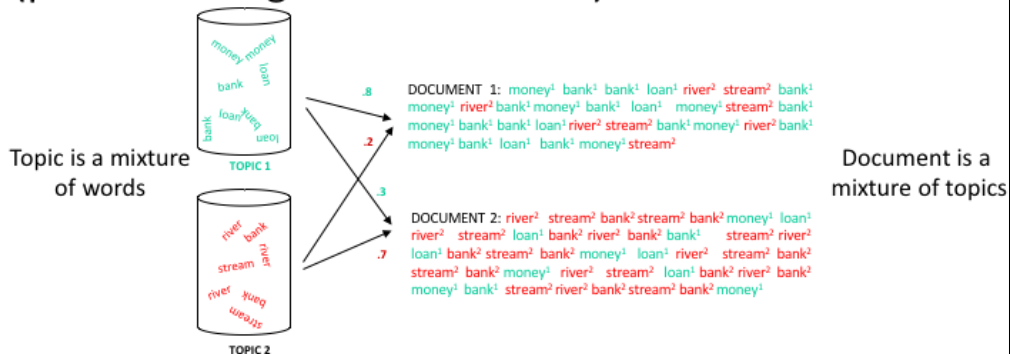 money money
loan
bank
loan bank
bank
loan
TOPIC 1
Topic is a mixture
of words
river
bank
river
stream
river
bank
stream
TOPIC 2
.8
.2
.3
.7
DOCUMENT 1: money¹ bank¹ bank¹ loan¹ river² stream² bank¹
money¹ river² bank¹ money¹ bank¹ loan¹ money¹ stream² bank¹
money¹ bank¹ bank¹ loan¹ river² stream² bank¹ money¹ river² bank¹
money¹ bank¹ loan¹ bank¹ money¹ stream²
DOCUMENT 2: river² stream² bank² stream² bank² money¹ loan¹
river² stream² loan¹ bank² river² bank² bank¹ stream² river²
loan¹ bank² stream² bank² money¹ loan¹ river² stream² bank²
stream² bank² money¹ river² stream² loan¹ bank² river² bank²
money¹ bank¹ stream² river² bank² stream² bank² money¹
Document is a
mixture of topics